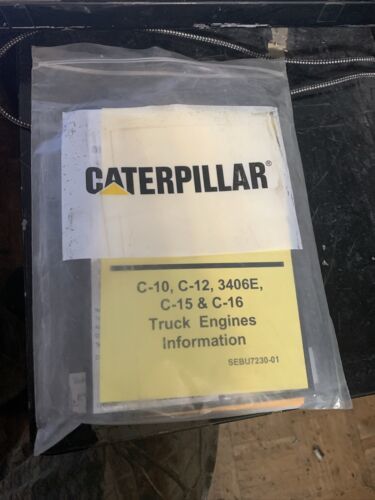 CATERPILLAR®
C-10, C-12, 3406E,
C-15 & C-16
Truck Engines
Information
SEBU7230-01